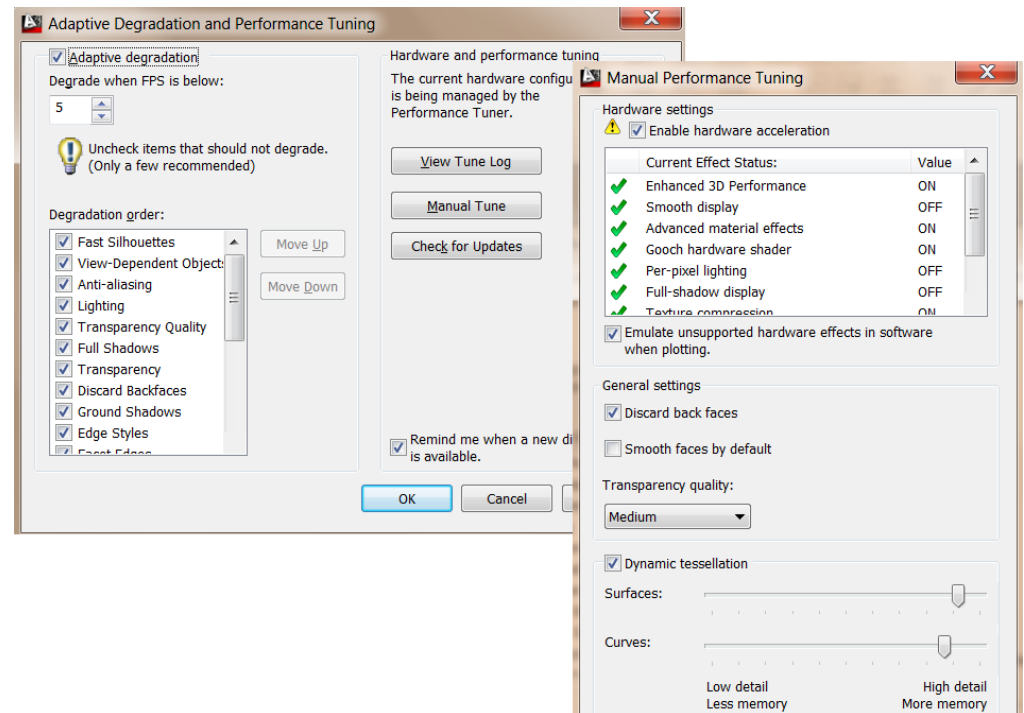 Adaptive Degradation and Performance Tuning
Adaptive degradation
Degrade when FPS is below:
5
Uncheck items that should not degrade.
(Only a few recommended)
Degradation order:
Fast Silhouettes
View-Dependent Object
Anti-aliasing
Lighting
Transparency Quality
Full Shadows
Transparency
Discard Backfaces
Ground Shadows
Edge Styles
Facet Edges
Move Up
Move Down
Hardware and performance tuning
The current hardware configu
is being managed by the
Performance Tuner.
View Tune Log
Manual Tune
Check for Updates
Remind me when a new di
is available.
OK
Cancel
Manual Performance Tuning
Hardware settings
Enable hardware acceleration
Current Effect Status: Value
Enhanced 3D Performance ON
Smooth display OFF
Advanced material effects ON
Gooch hardware shader ON
Per-pixel lighting OFF
Full-shadow display OFF
Texture compression ON
Emulate unsupported hardware effects in software
when plotting.
General settings
Discard back faces
Smooth faces by default
Transparency quality:
Medium
Dynamic tessellation
Surfaces:
Curves:
Low detail High detail
Less memory More memory